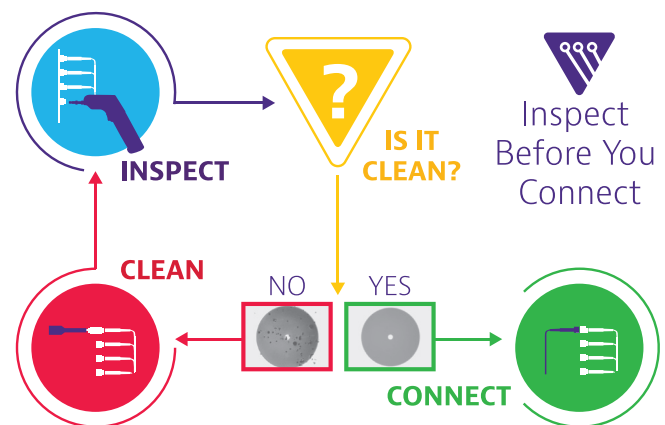 INSPECT
?
IS IT
CLEAN?
Inspect
Before You
Connect
CLEAN
NO
YES
CONNECT